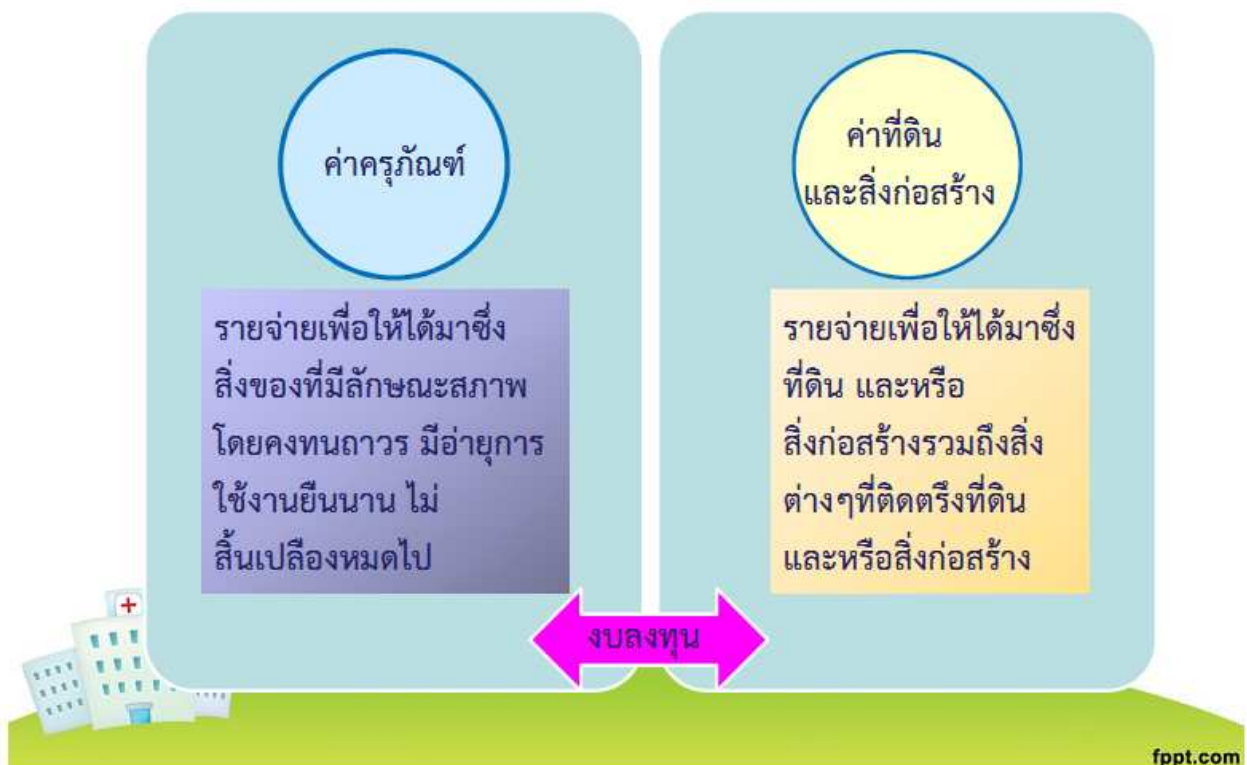 ค่าครุภัณฑ์
รายจ่ายเพื่อให้ได้มาซึ่ง
สิ่งของที่มีลักษณะสภาพ
โดยคงทนถาวร มีอ่ายุการ
ใช้งานยืนนาน ไม่
สิ้นเปลืองหมดไป
ค่าที่ดิน
และสิ่งก่อสร้าง
รายจ่ายเพื่อให้ได้มาซึ่ง
ที่ดิน และหรือ
สิ่งก่อสร้างรวมถึงสิ่ง
ต่างๆที่ติดตรึงที่ดิน
และหรือสิ่งก่อสร้าง
งบลงทุน
fppt.com